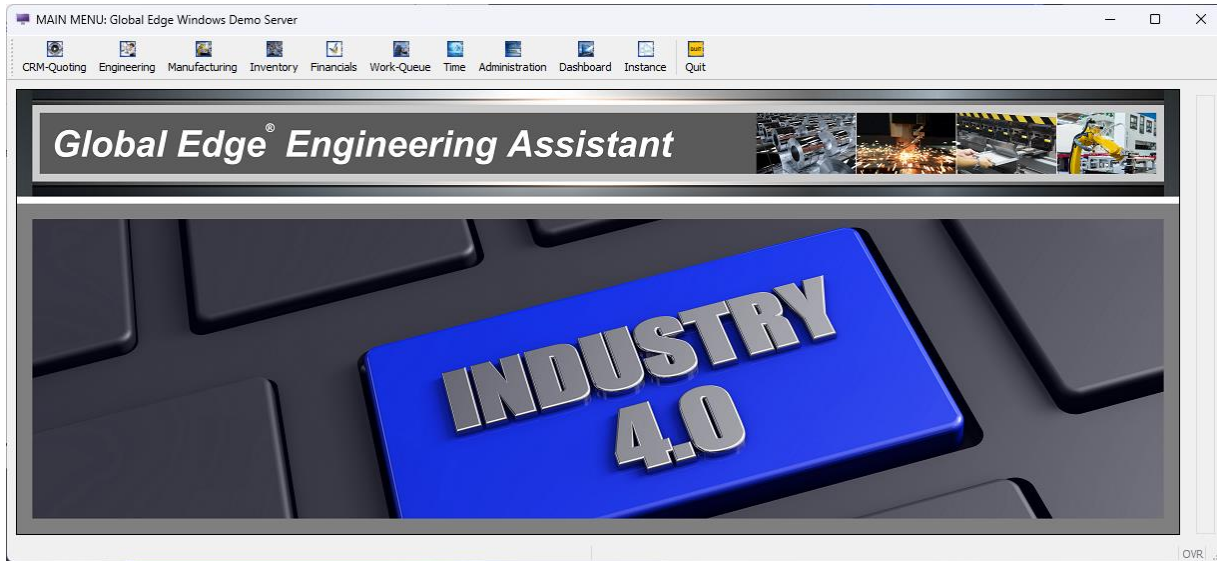 MAIN MENU: Global Edge Windows Demo Server
CRM-Quoting Engineering Manufacturing Inventory Financials Work-Queue Time Administration Dashboard Instance QUIT Quit
Global Edge® Engineering Assistant
INDUSTRY
4.0
OVR